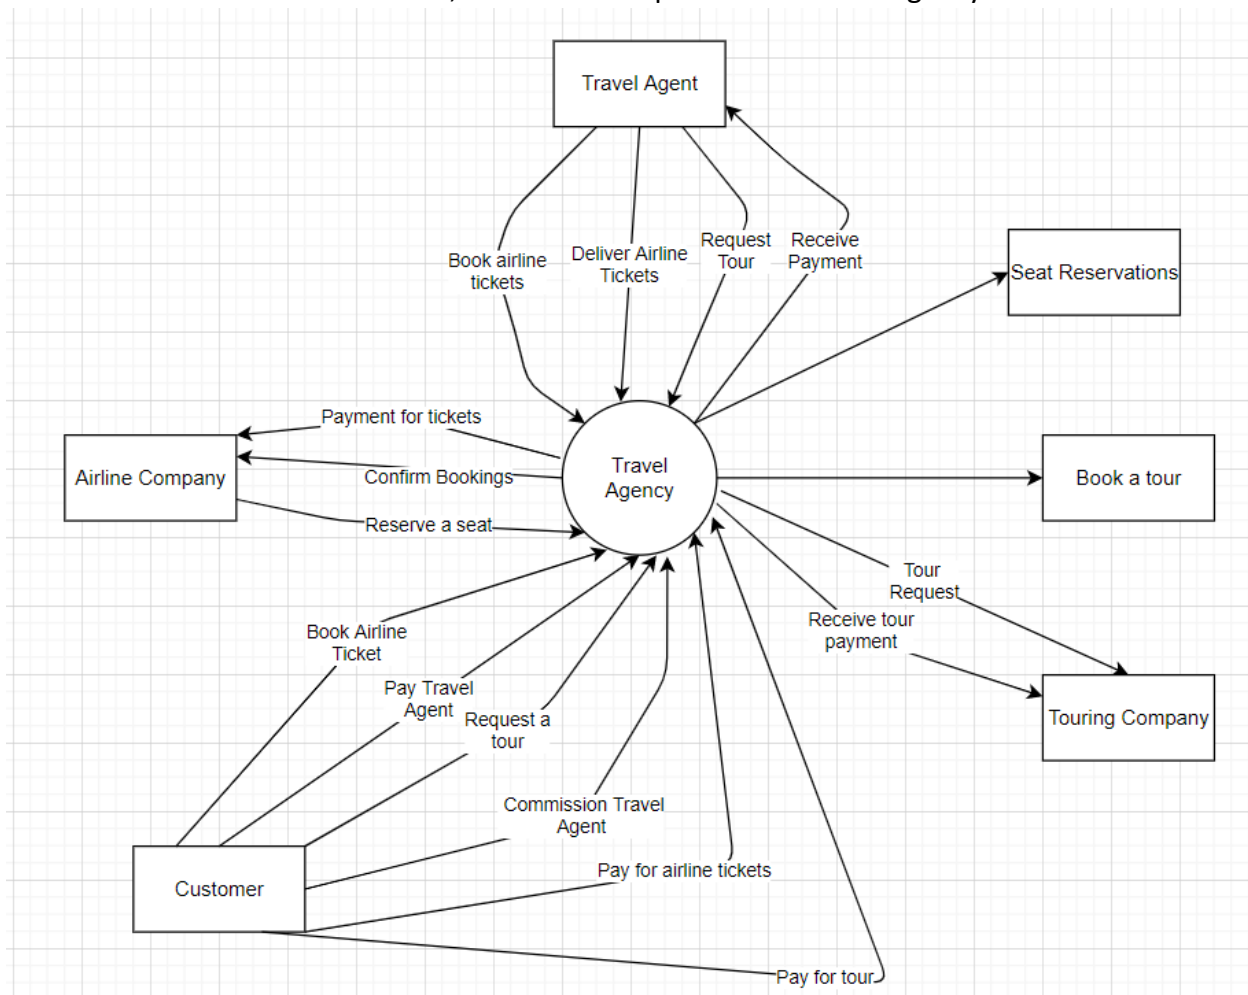 Travel Agent
Book airline
tickets
Deliver Airline
Tickets
Request
Tour
Receive
Payment
Seat Reservations
Payment for tickets
Airline Company
Confirm Bookings
Reserve a seat
Travel
Agency
Book a tour
Tour
Request
Receive tour
payment
Touring Company
Book Airline
Ticket
Pay Travel
Agent
Request a
tour
Commission Travel
Agent
Pay for airline tickets
Customer
Pay for tour